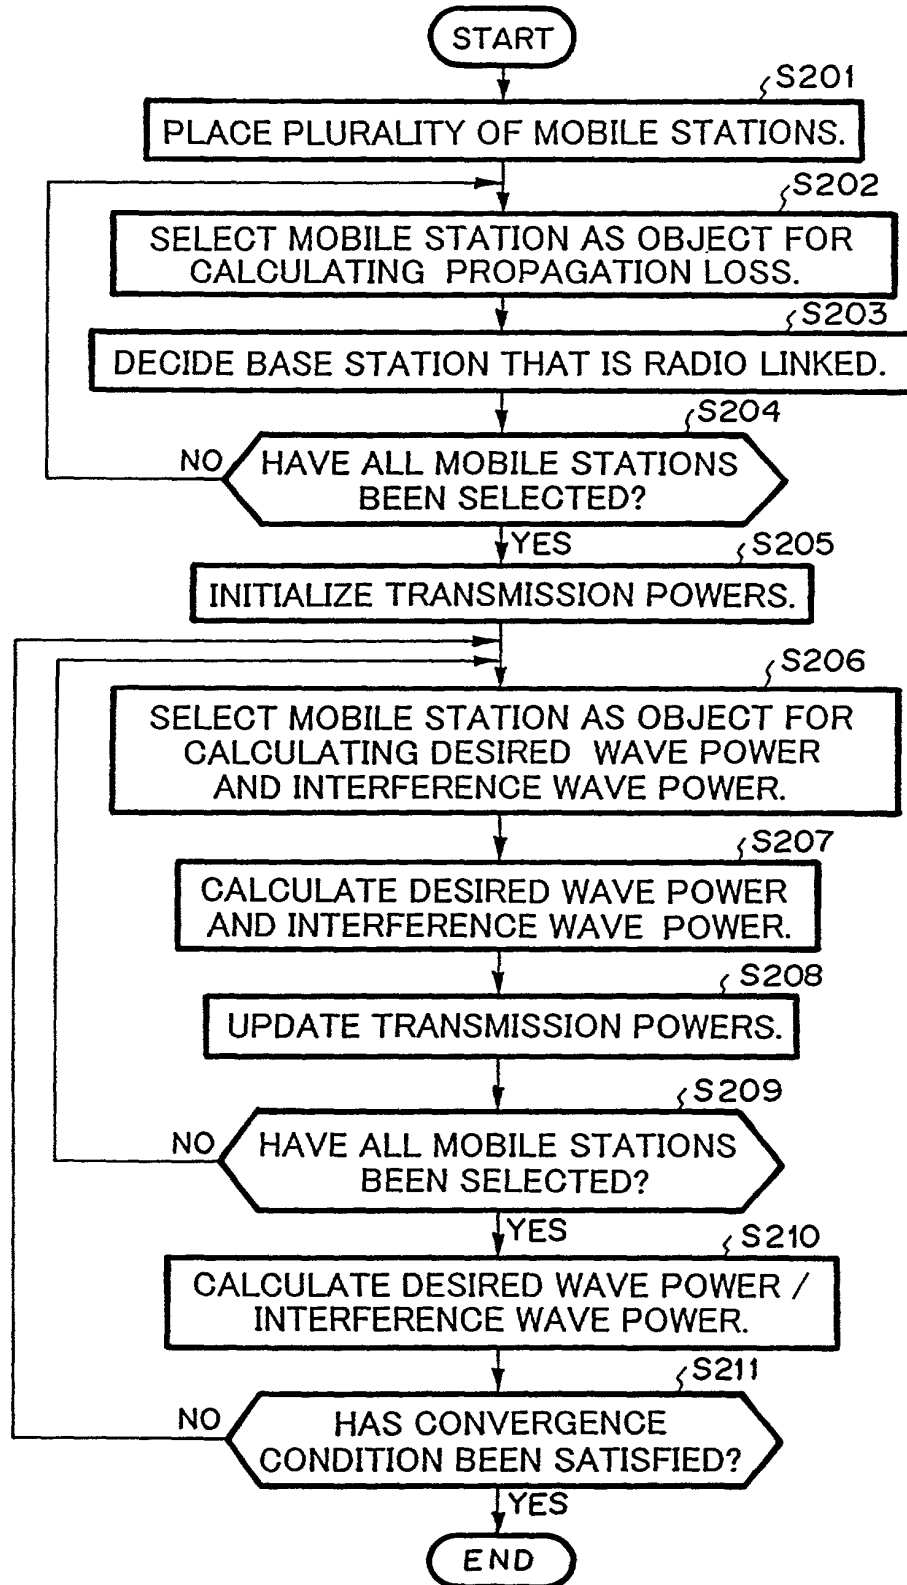 START
S201
PLACE PLURALITY OF MOBILE STATIONS.
S202
SELECT MOBILE STATION AS OBJECT FOR
CALCULATING PROPAGATION LOSS.
S203
DECIDE BASE STATION THAT IS RADIO LINKED.
S204
NO
HAVE ALL MOBILE STATIONS
BEEN SELECTED?
YES
S205
INITIALIZE TRANSMISSION POWERS.
S206
SELECT MOBILE STATION AS OBJECT FOR
CALCULATING DESIRED WAVE POWER
AND INTERFERENCE WAVE POWER.
S207
CALCULATE DESIRED WAVE POWER
AND INTERFERENCE WAVE POWER.
S208
UPDATE TRANSMISSION POWERS.
S209
NO
HAVE ALL MOBILE STATIONS
BEEN SELECTED?
YES
S210
CALCULATE DESIRED WAVE POWER /
INTERFERENCE WAVE POWER.
S211
NO
HAS CONVERGENCE
CONDITION BEEN SATISFIED?
YES
END